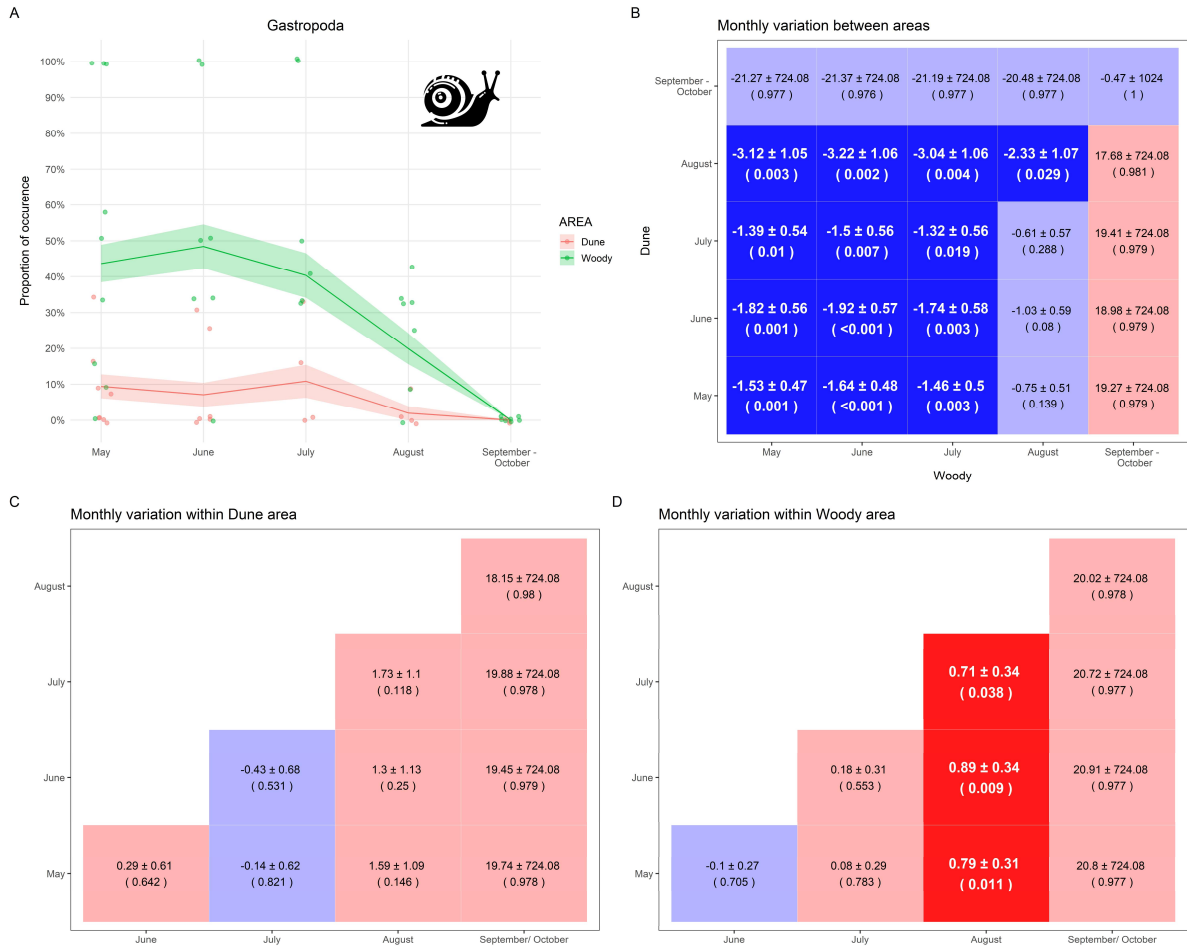 A
Gastropoda
100%
90%
80%
70%
60%
50%
40%
30%
20%
10%
0%
Proportion of occurence
May
June
July
August
September -
October
AREA
Dune
Woody
B
Monthly variation between areas
Dune
September -
October
-21.27 ± 724.08
( 0.977 )
-21.37 ± 724.08
( 0.976 )
-21.19 ± 724.08
( 0.977 )
-20.48 ± 724.08
( 0.977 )
-0.47 ± 1024
( 1 )
August
-3.12 ± 1.05
( 0.003 )
-3.22 ± 1.06
( 0.002 )
-3.04 ± 1.06
( 0.004 )
-2.33 ± 1.07
( 0.029 )
17.68 ± 724.08
( 0.981 )
July
-1.39 ± 0.54
( 0.01 )
-1.5 ± 0.56
( 0.007 )
-1.32 ± 0.56
( 0.019 )
-0.61 ± 0.57
( 0.288 )
19.41 ± 724.08
( 0.979 )
June
-1.82 ± 0.56
( 0.001 )
-1.92 ± 0.57
( <0.001 )
-1.74 ± 0.58
( 0.003 )
-1.03 ± 0.59
( 0.08 )
18.98 ± 724.08
( 0.979 )
May
-1.53 ± 0.47
( 0.001 )
-1.64 ± 0.48
( <0.001 )
-1.46 ± 0.5
( 0.003 )
-0.75 ± 0.51
( 0.139 )
19.27 ± 724.08
( 0.979 )
May
June
July
August
September -
October
Woody
C
Monthly variation within Dune area
August
18.15 ± 724.08
( 0.98 )
July
1.73 ± 1.1
( 0.118 )
19.88 ± 724.08
( 0.978 )
June
-0.43 ± 0.68
( 0.531 )
1.3 ± 1.13
( 0.25 )
19.45 ± 724.08
( 0.979 )
May
0.29 ± 0.61
( 0.642 )
-0.14 ± 0.62
( 0.821 )
1.59 ± 1.09
( 0.146 )
19.74 ± 724.08
( 0.978 )
June
July
August
September/ October
D
Monthly variation within Woody area
August
20.02 ± 724.08
( 0.978 )
July
0.71 ± 0.34
( 0.038 )
20.72 ± 724.08
( 0.977 )
June
0.18 ± 0.31
( 0.553 )
0.89 ± 0.34
( 0.009 )
20.91 ± 724.08
( 0.977 )
May
-0.1 ± 0.27
( 0.705 )
0.08 ± 0.29
( 0.783 )
0.79 ± 0.31
( 0.011 )
20.8 ± 724.08
( 0.977 )
June
July
August
September/ October